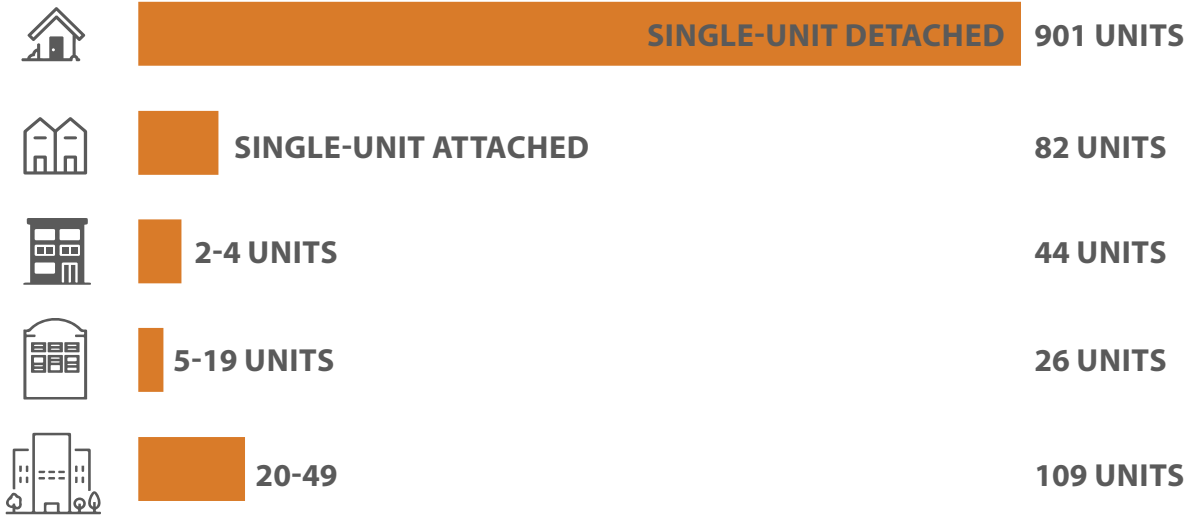 SINGLE-UNIT DETACHED 901 UNITS
SINGLE-UNIT ATTACHED 82 UNITS
2-4 UNITS 44 UNITS
5-19 UNITS 26 UNITS
20-49 109 UNITS